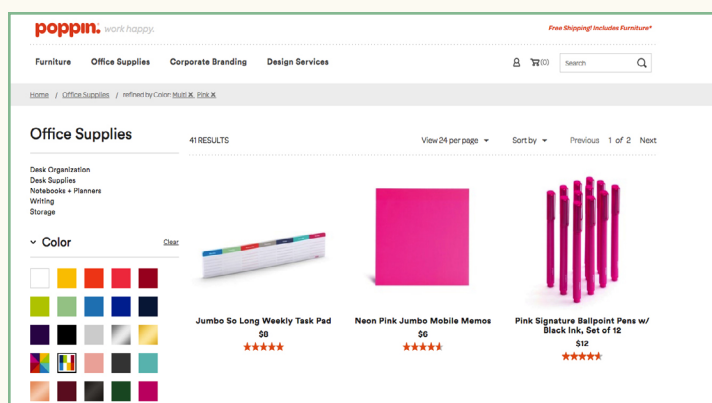 poppin. work happy.
Free Shipping! Includes Furniture*
Furniture Office Supplies Corporate Branding Design Services
(0) Search
Home / Office Supplies / refined by Color: Multi X, Pink X
Office Supplies
41 RESULTS View 24 per page Sort by Previous 1 of 2 Next
Desk Organization
Desk Supplies
Notebooks + Planners
Writing
Storage
Color Clear
Jumbo So Long Weekly Task Pad
$8
Neon Pink Jumbo Mobile Memos
$6
Pink Signature Ballpoint Pens w/
Black Ink, Set of 12
$12